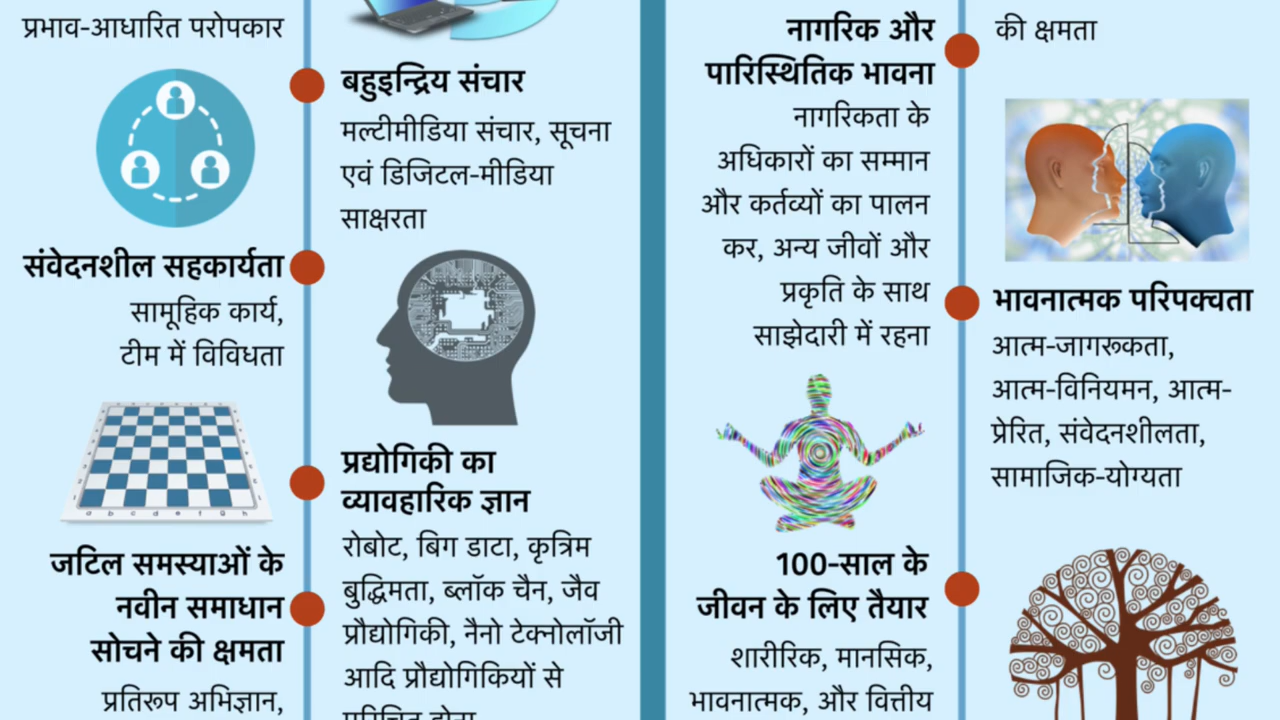 प्रभाव-आधारित परोपकार
बहुइन्द्रिय संचार
मल्टीमीडिया संचार, सूचना
एवं डिजिटल-मीडिया
साक्षरता
संवेदनशील सहकार्यता
सामूहिक कार्य,
टीम में विविधता
प्रद्योगिकी का
व्यावहारिक ज्ञान
रोबोट, बिग डाटा, कृत्रिम
बुद्धिमता, ब्लॉक चैन, जैव
प्रौद्योगिकी, नैनो टेक्नोलॉजी
आदि प्रौद्योगिकियों से
परिचित होना
जटिल समस्याओं के
नवीन समाधान
सोचने की क्षमता
प्रतिरूप अभिज्ञान,
नागरिक और
पारिस्थितिक भावना
नागरिकता के
अधिकारों का सम्मान
और कर्तव्यों का पालन
कर, अन्य जीवों और
प्रकृति के साथ
साझेदारी में रहना
की क्षमता
भावनात्मक परिपक्वता
आत्म-जागरूकता,
आत्म-विनियमन, आत्म-
प्रेरित, संवेदनशीलता,
सामाजिक-योग्यता
100-साल के
जीवन के लिए तैयार
शारीरिक, मानसिक,
भावनात्मक, और वित्तीय